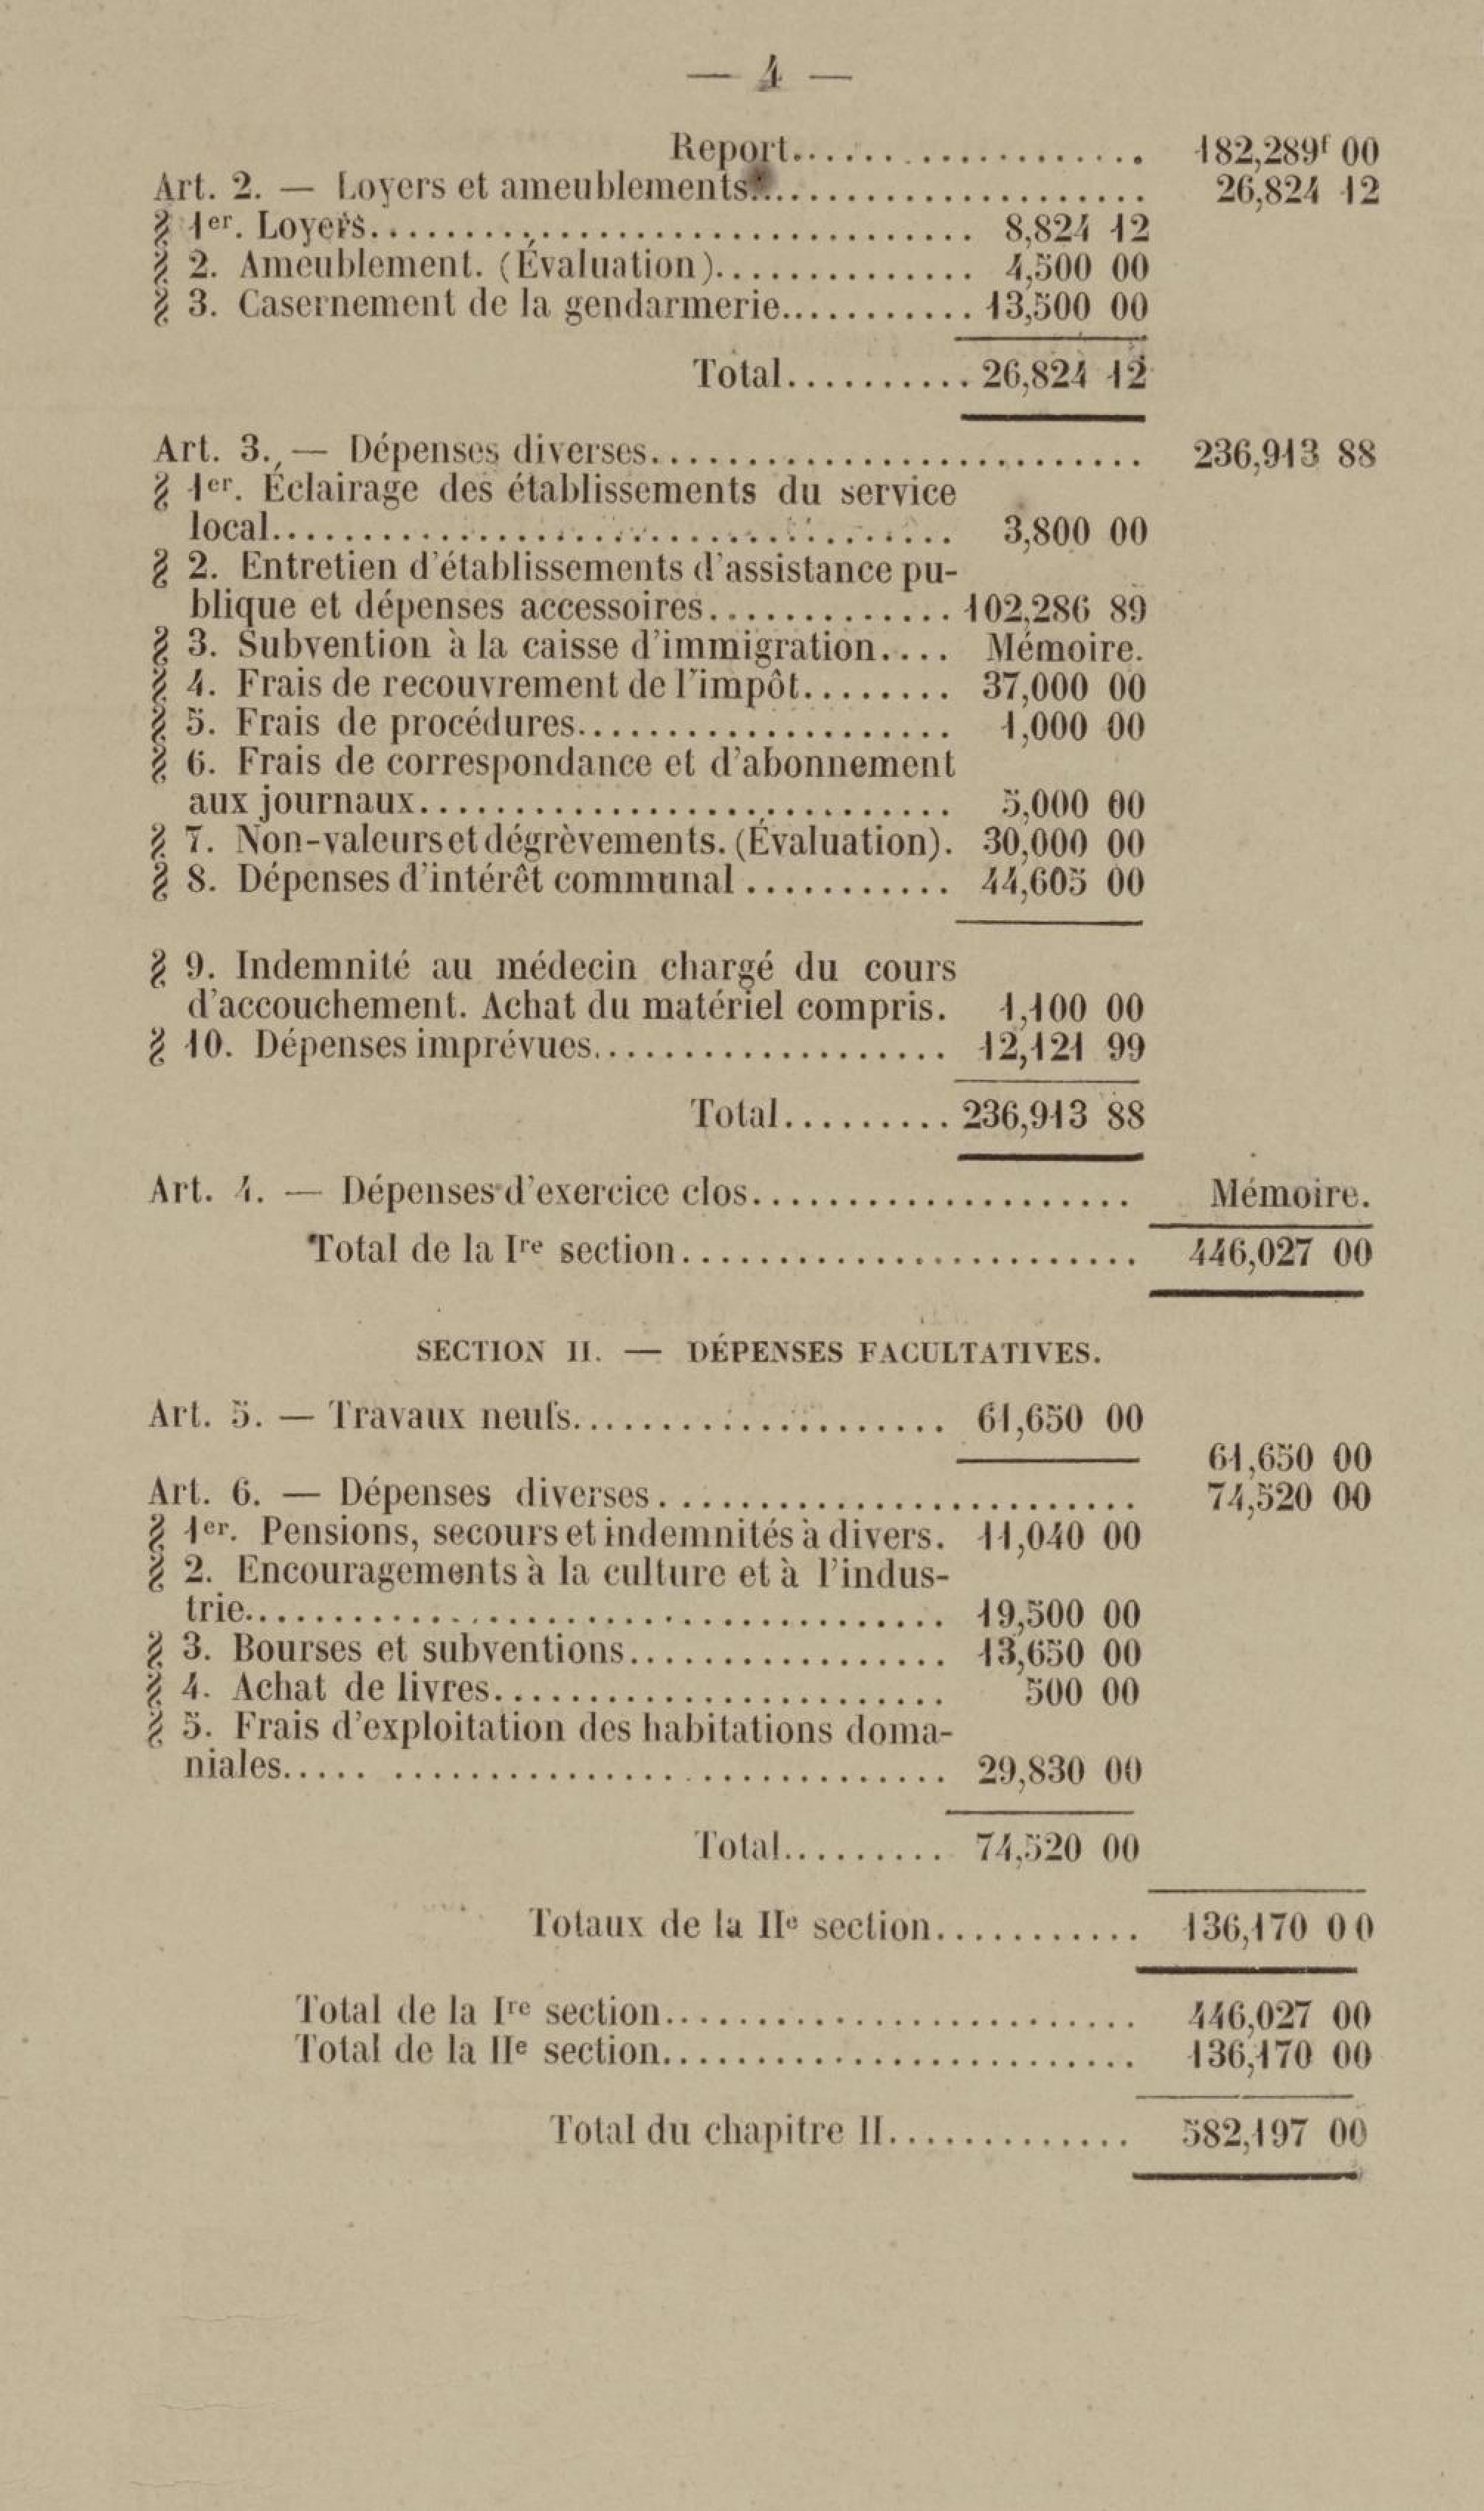 — 4 —
Report.................... 182,289f 00
Art. 2. — Loyers et ameublements.................... 26,824 12
§ 1er. Loyers.................................. 8,824 12
§ 2. Ameublement. (Évaluation).............. 4,500 00
§ 3. Casernement de la gendarmerie........... 13,500 00
Total.......... 26,824 12
Art. 3. — Dépenses diverses............................ 236,913 88
§ 1er. Éclairage des établissements du service
local.................................. 3,800 00
§ 2. Entretien d'établissements d'assistance pu-
blique et dépenses accessoires............. 102,286 89
§ 3. Subvention à la caisse d'immigration.... Mémoire.
§ 4. Frais de recouvrement de l'impôt........ 37,000 00
§ 5. Frais de procédures.................... 1,000 00
§ 6. Frais de correspondance et d'abonnement
aux journaux............................ 5,000 00
§ 7. Non-valeurs et dégrèvements. (Évaluation). 30,000 00
§ 8. Dépenses d'intérêt communal ........... 44,605 00
§ 9. Indemnité au médecin chargé du cours
d'accouchement. Achat du matériel compris. 1,100 00
§ 10. Dépenses imprévues................... 12,121 99
Total......... 236,913 88
Art. 4. — Dépenses d'exercice clos..................... Mémoire.
Total de la Ire section......................... 446,027 00
SECTION II. — DÉPENSES FACULTATIVES.
Art. 5. — Travaux neufs..................... 61,650 00
61,650 00
Art. 6. — Dépenses diverses.......................... 74,520 00
§ 1er. Pensions, secours et indemnités à divers. 11,040 00
§ 2. Encouragements à la culture et à l'indus-
trie...................................... 19,500 00
§ 3. Bourses et subventions................. 13,650 00
§ 4. Achat de livres........................ 500 00
§ 5. Frais d'exploitation des habitations doma-
niales..... .............................. 29,830 00
Total......... 74,520 00
Totaux de la IIe section........... 136,170 00
Total de la Ire section.......................... 446,027 00
Total de la IIe section.......................... 136,170 00
Total du chapitre II............. 582,197 00